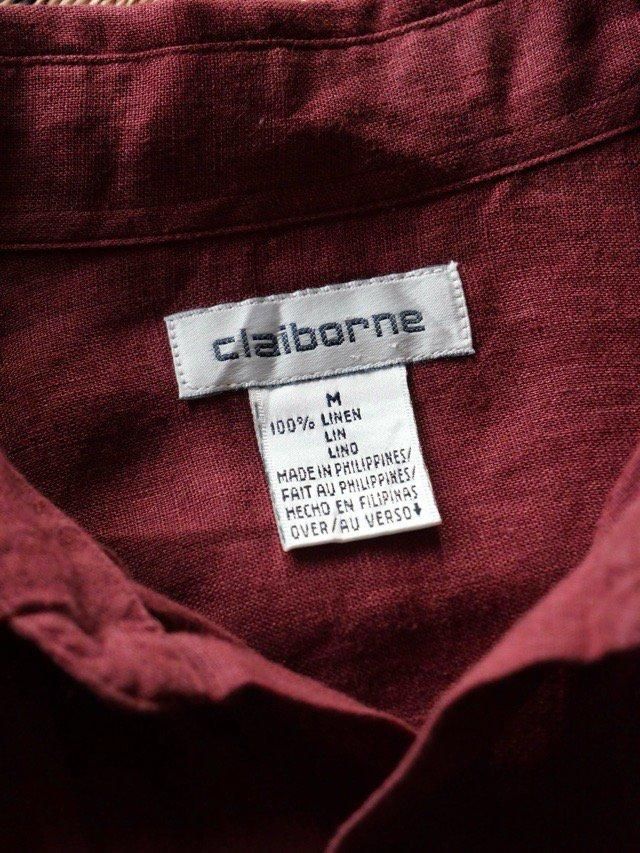 claiborne
M
100% LINEN
LIN
LINO
MADE IN PHILIPPINES/
FAIT AU PHILIPPINES/
HECHO EN FILIPINAS
OVER/AU VERSO↓